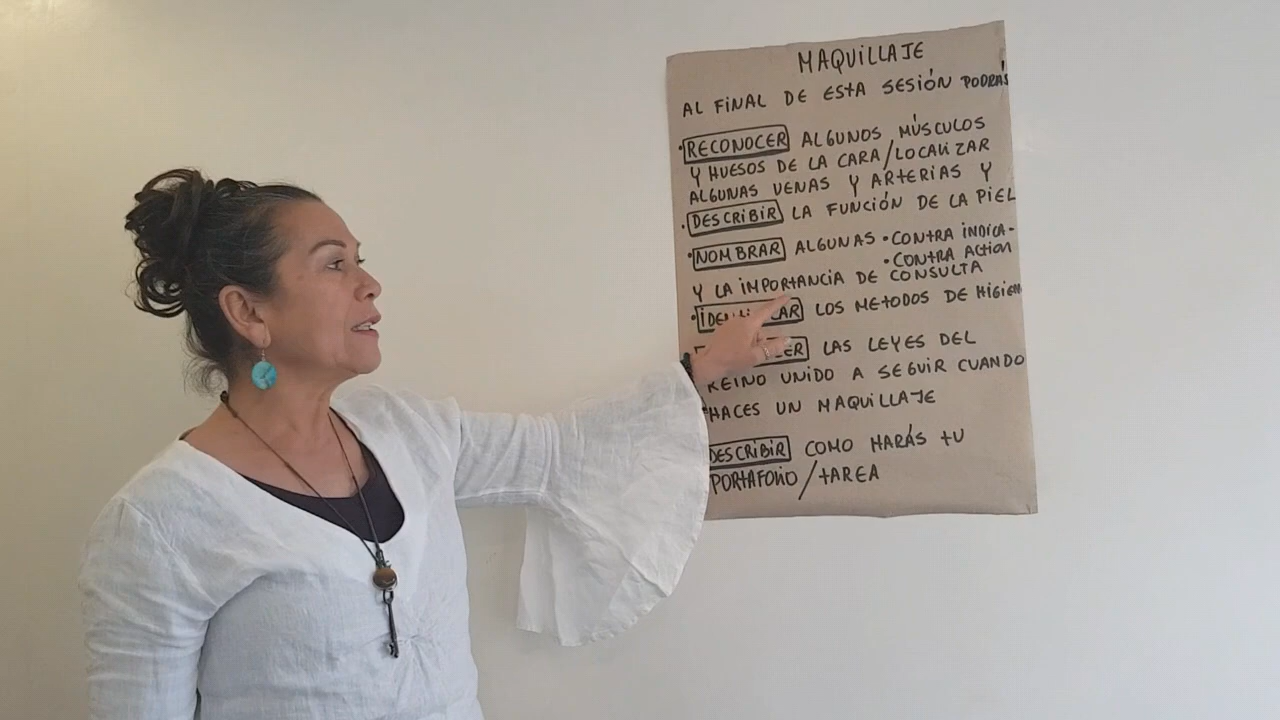 MAQUILLAJE
AL FINAL DE ESTA SESIÓN PODRÁS
• RECONOCER ALGUNOS MÚSCULOS
Y HUESOS DE LA CARA/LOCALIZAR
ALGUNAS VENAS Y ARTERIAS Y
• DESCRIBIR LA FUNCIÓN DE LA PIEL
• NOMBRAR ALGUNAS • CONTRA INDICA-
• CONTRA ACTION
Y LA IMPORTANCIA DE CONSULTA
• LOS METODOS DE
LAS LEYES DEL
REINO UNIDO A SEGUIR CUANDO
HACES UN MAQUILLAJE
DESCRIBIR COMO HARÁS TU
PORTAFOLIO/TAREA